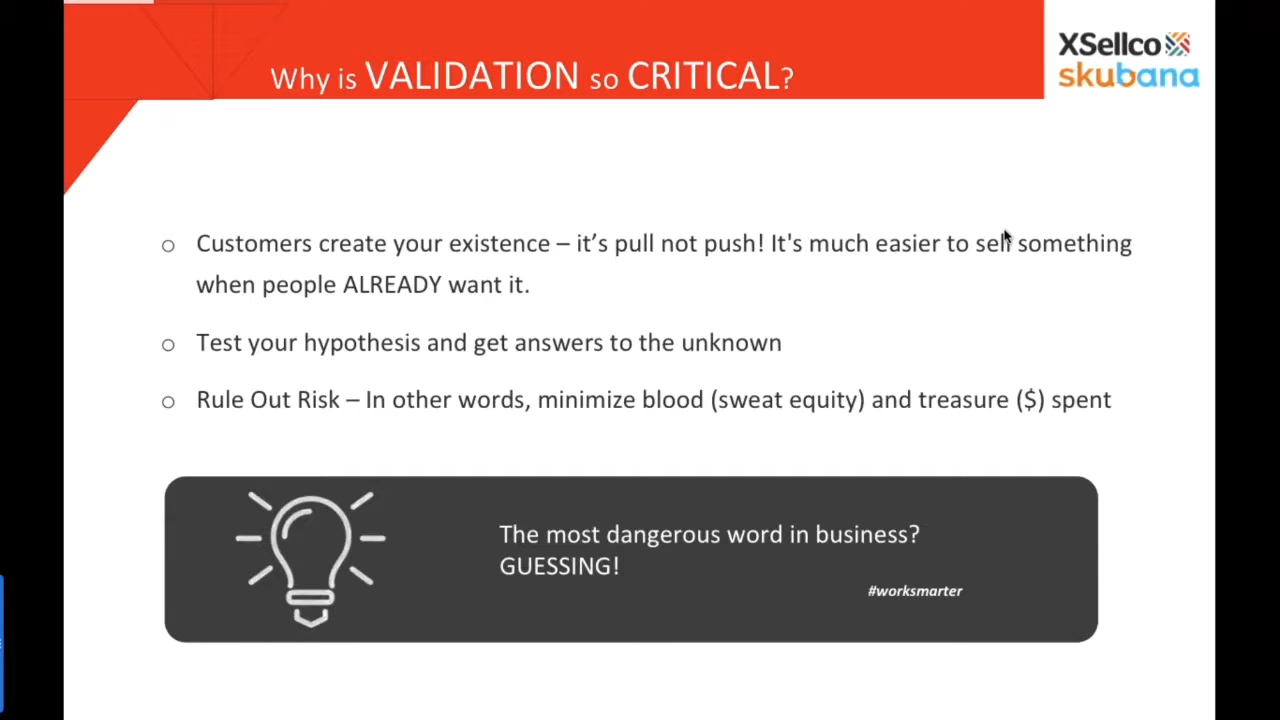 Why is VALIDATION so CRITICAL?
XSellco
skubana
o Customers create your existence – it’s pull not push! It's much easier to sell something
when people ALREADY want it.
o Test your hypothesis and get answers to the unknown
o Rule Out Risk – In other words, minimize blood (sweat equity) and treasure ($) spent
The most dangerous word in business?
GUESSING!
#worksmarter